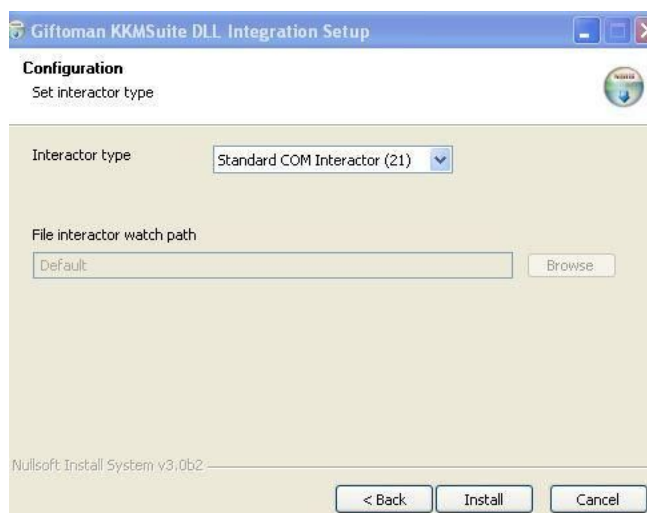 Giftoman KKMSuite DLL Integration Setup
Configuration
Set interactor type
Interactor type
Standard COM Interactor (21)
File interactor watch path
Default
Browse
Nullsoft Install System v3.0b2
< Back
Install
Cancel